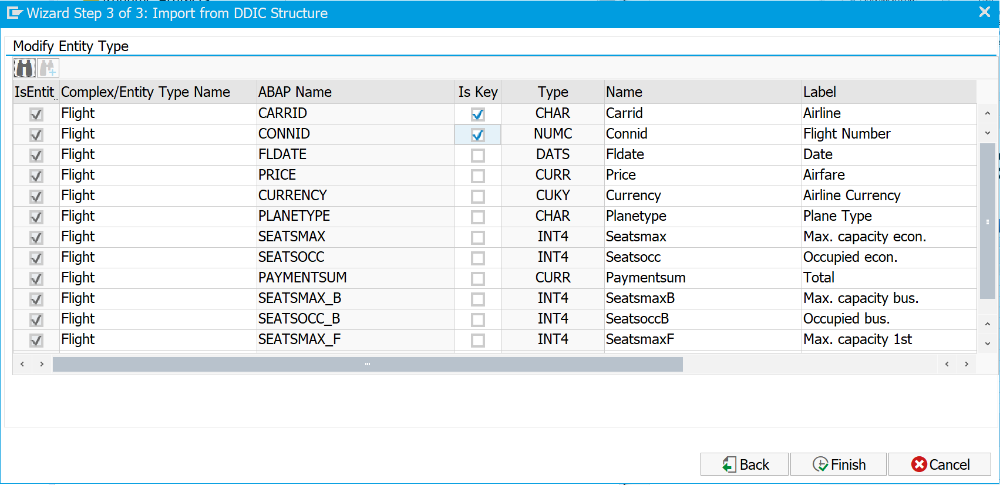 Wizard Step 3 of 3: Import from DDIC Structure
Modify Entity Type
IsEntit... Complex/Entity Type Name ABAP Name Is Key Type Name Label
Flight CARRID CHAR Carrid Airline
Flight CONNID NUMC Connid Flight Number
Flight FLDATE DATS Fldate Date
Flight PRICE CURR Price Airfare
Flight CURRENCY CUKY Currency Airline Currency
Flight PLANETYPE CHAR Planetype Plane Type
Flight SEATSMAX INT4 Seatsmax Max. capacity econ.
Flight SEATSOCC INT4 Seatsocc Occupied econ.
Flight PAYMENTSUM CURR Paymentsum Total
Flight SEATSMAX_B INT4 SeatsmaxB Max. capacity bus.
Flight SEATSOCC_B INT4 SeatsoccB Occupied bus.
Flight SEATSMAX_F INT4 SeatsmaxF Max. capacity 1st
Back Finish Cancel